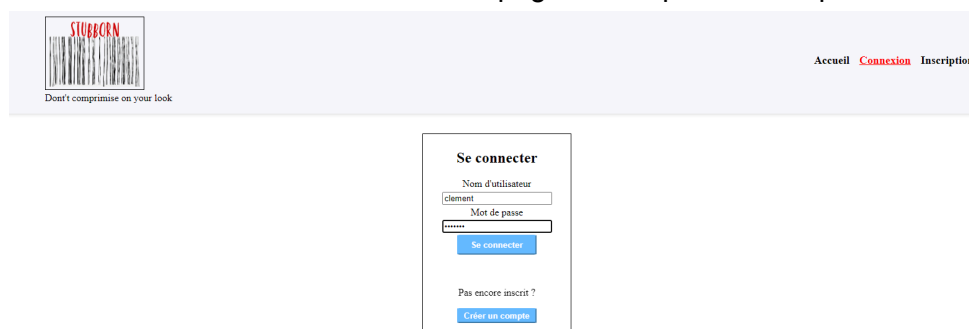 STUBBORN
Accueil Connexion Inscription
Dont't comprimise on your look
Se connecter
Nom d'utilisateur
clement
Mot de passe
•••••••
Se connecter
Pas encore inscrit ?
Créer un compte